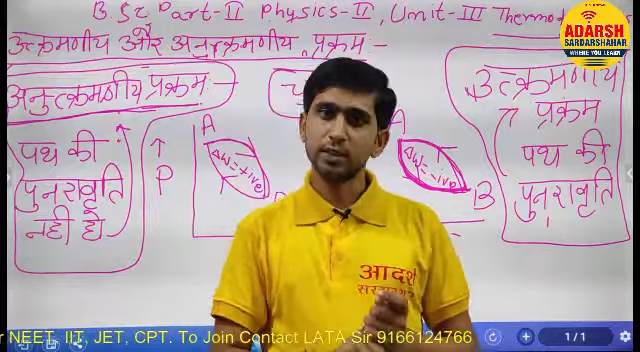 B.Sc Part-II Physics-II, Unit-III Thermod
उत्क्रमणीय और अनुत्क्रमणीय प्रक्रम :-
अनुत्क्रमणीय प्रक्रम
पथ की
पुनरावृति
नही हो
↑
P
A
ΔW=+ive
A
ΔW=-ive
B
उत्क्रमणीय
प्रक्रम
पथ की
पुनरावृति
ADARSH
SARDARSHAHAR
WHERE YOU LEARN
आदर्श
r NEET, IIT, JET, CPT. To Join Contact LATA Sir 9166124766
1/1